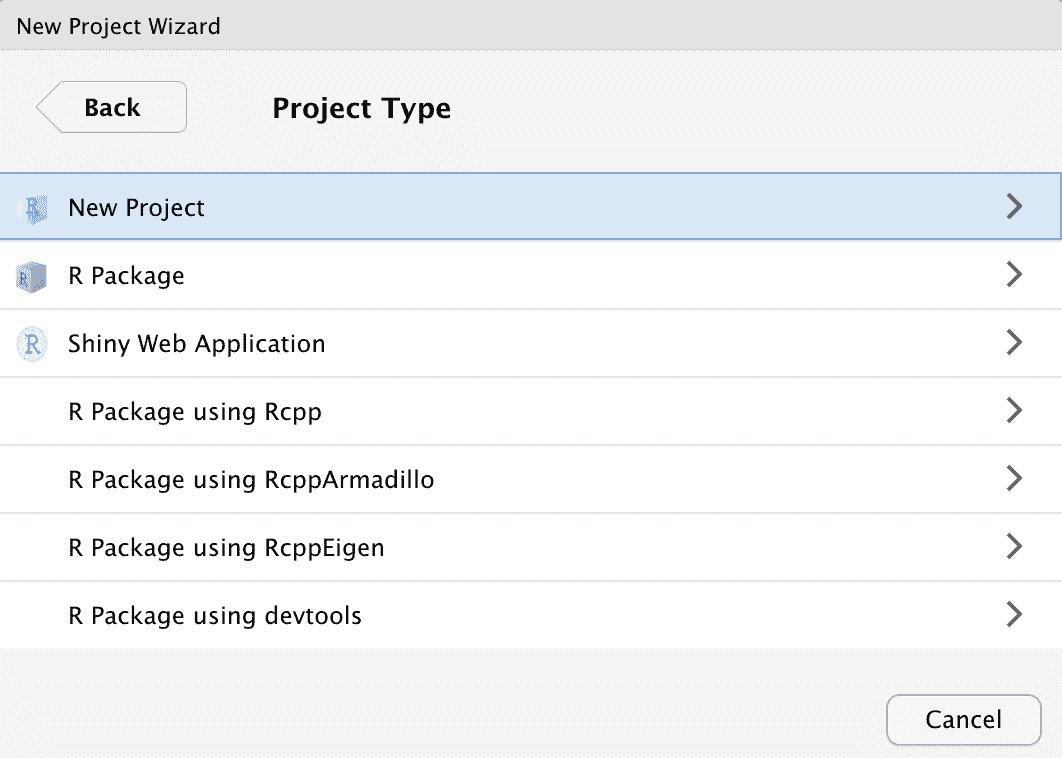 New Project Wizard
Back
Project Type
New Project
R Package
Shiny Web Application
R Package using Rcpp
R Package using RcppArmadillo
R Package using RcppEigen
R Package using devtools
Cancel